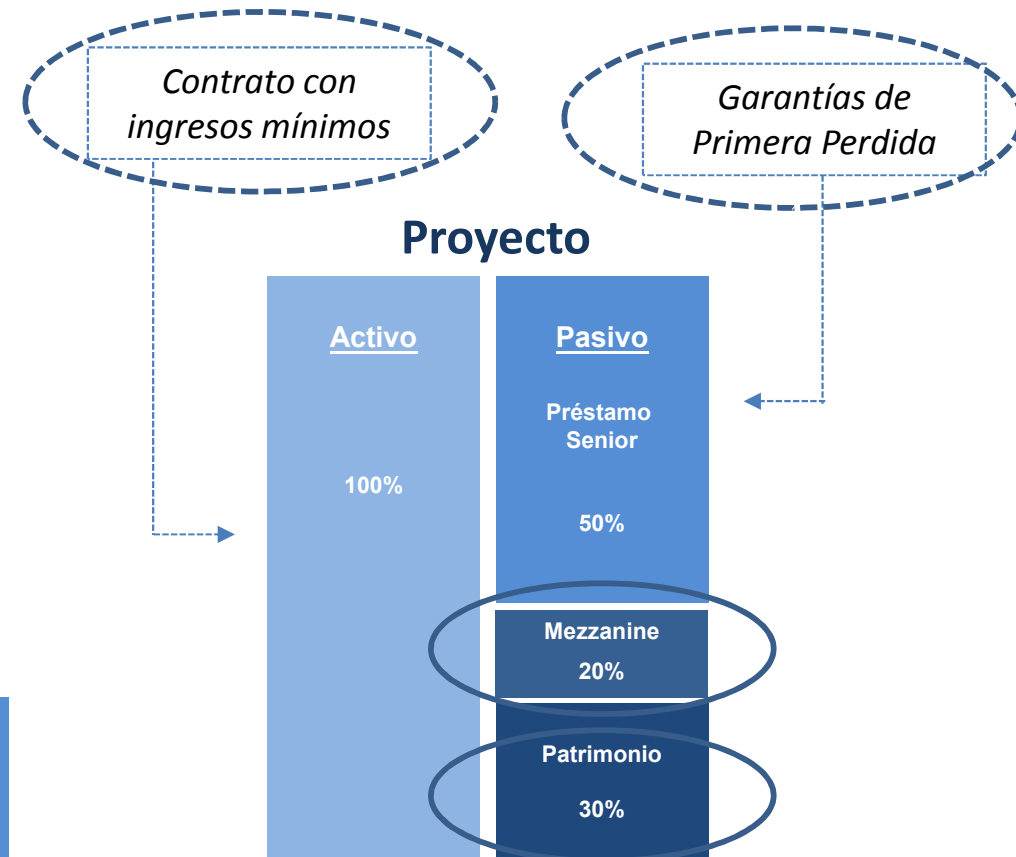 Contrato con
ingresos mínimos
Garantías de
Primera Perdida
Proyecto
Activo
100%
Pasivo
Préstamo
Senior
50%
Mezzanine
20%
Patrimonio
30%